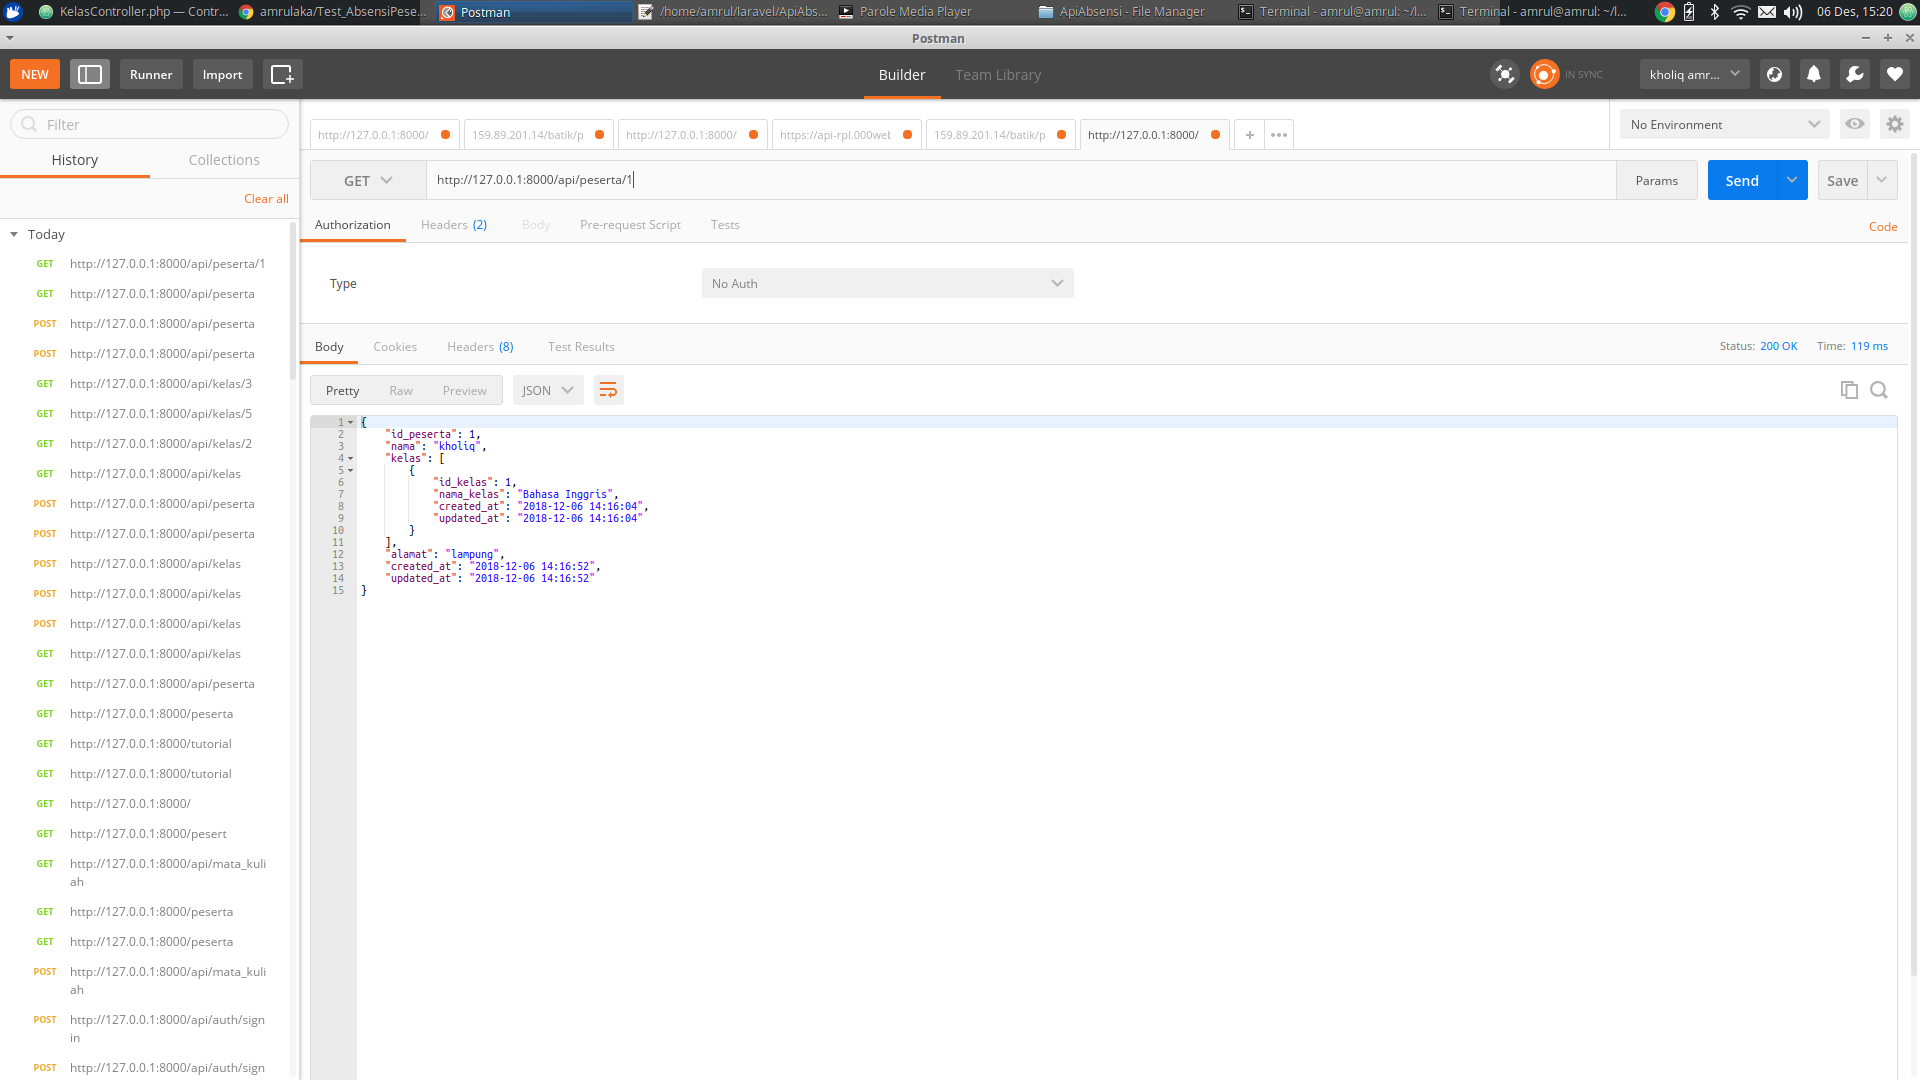 KelasController.php — Contr...
amrulaka/Test_AbsensiPese...
Postman
/home/amrul/laravel/ApiAbs...
Parole Media Player
ApiAbsensi - File Manager
Terminal - amrul@amrul: ~/l...
Terminal - amrul@amrul: ~/l...
06 Des, 15:20
Postman
NEW
Runner
Import
Builder
Team Library
IN SYNC
kholiq amr...
Filter
History
Collections
Clear all
Today
GET http://127.0.0.1:8000/api/peserta/1
GET http://127.0.0.1:8000/api/peserta
POST http://127.0.0.1:8000/api/peserta
POST http://127.0.0.1:8000/api/peserta
GET http://127.0.0.1:8000/api/kelas/3
GET http://127.0.0.1:8000/api/kelas/5
GET http://127.0.0.1:8000/api/kelas/2
GET http://127.0.0.1:8000/api/kelas
POST http://127.0.0.1:8000/api/peserta
POST http://127.0.0.1:8000/api/peserta
POST http://127.0.0.1:8000/api/kelas
POST http://127.0.0.1:8000/api/kelas
POST http://127.0.0.1:8000/api/kelas
GET http://127.0.0.1:8000/api/kelas
GET http://127.0.0.1:8000/api/peserta
GET http://127.0.0.1:8000/peserta
GET http://127.0.0.1:8000/tutorial
GET http://127.0.0.1:8000/tutorial
GET http://127.0.0.1:8000/
GET http://127.0.0.1:8000/pesert
GET http://127.0.0.1:8000/api/mata_kuli
ah
GET http://127.0.0.1:8000/peserta
GET http://127.0.0.1:8000/peserta
POST http://127.0.0.1:8000/api/mata_kuli
ah
POST http://127.0.0.1:8000/api/auth/sign
in
POST http://127.0.0.1:8000/api/auth/sign
http://127.0.0.1:8000/
159.89.201.14/batik/p
http://127.0.0.1:8000/
https://api-rpl.000web
159.89.201.14/batik/p
http://127.0.0.1:8000/
No Environment
GET
http://127.0.0.1:8000/api/peserta/1
Params
Send
Save
Authorization
Headers (2)
Body
Pre-request Script
Tests
Code
Type
No Auth
Body
Cookies
Headers (8)
Test Results
Status: 200 OK
Time: 119 ms
Pretty
Raw
Preview
JSON
1 {
2 "id_peserta": 1,
3 "nama": "kholiq",
4 "kelas": [
5 {
6 "id_kelas": 1,
7 "nama_kelas": "Bahasa Inggris",
8 "created_at": "2018-12-06 14:16:04",
9 "updated_at": "2018-12-06 14:16:04"
10 }
11 ],
12 "alamat": "lampung",
13 "created_at": "2018-12-06 14:16:52",
14 "updated_at": "2018-12-06 14:16:52"
15 }